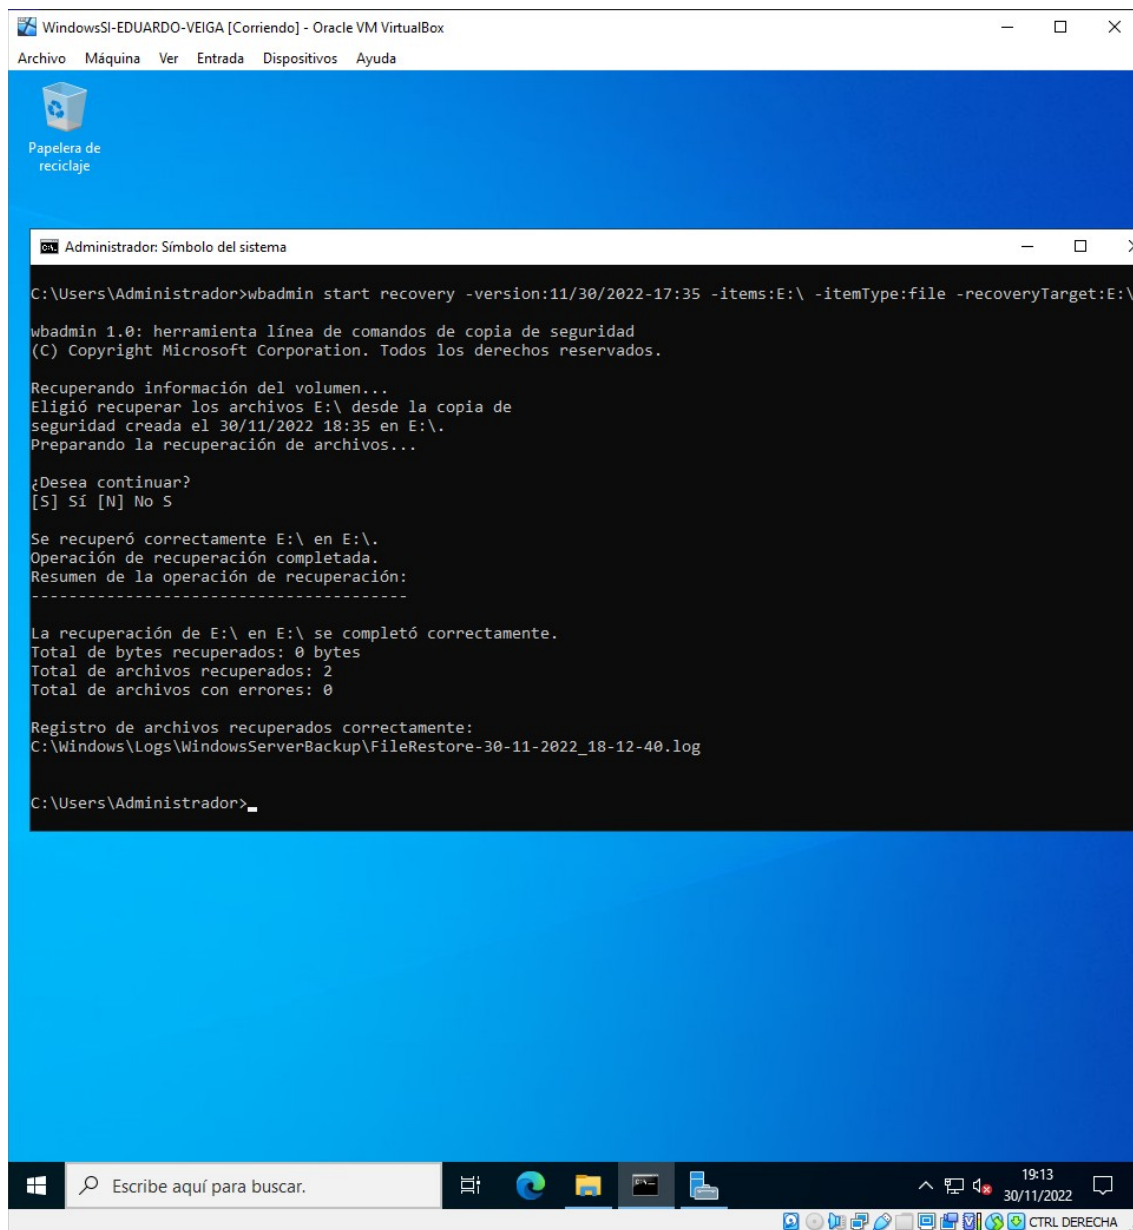 WindowsSI-EDUARDO-VEIGA [Corriendo] - Oracle VM VirtualBox
Archivo Máquina Ver Entrada Dispositivos Ayuda
Papelera de
reciclaje
Administrador: Símbolo del sistema
C:\Users\Administrador>wbadmin start recovery -version:11/30/2022-17:35 -items:E:\ -itemType:file -recoveryTarget:E:\
wbadmin 1.0: herramienta línea de comandos de copia de seguridad
(C) Copyright Microsoft Corporation. Todos los derechos reservados.
Recuperando información del volumen...
Eligió recuperar los archivos E:\ desde la copia de
seguridad creada el 30/11/2022 18:35 en E:\.
Preparando la recuperación de archivos...
¿Desea continuar?
[S] Sí [N] No S
Se recuperó correctamente E:\ en E:\.
Operación de recuperación completada.
Resumen de la operación de recuperación:
----------------------------------------
La recuperación de E:\ en E:\ se completó correctamente.
Total de bytes recuperados: 0 bytes
Total de archivos recuperados: 2
Total de archivos con errores: 0
Registro de archivos recuperados correctamente:
C:\Windows\Logs\WindowsServerBackup\FileRestore-30-11-2022_18-12-40.log
C:\Users\Administrador>
Escribe aquí para buscar.
19:13
30/11/2022
CTRL DERECHA